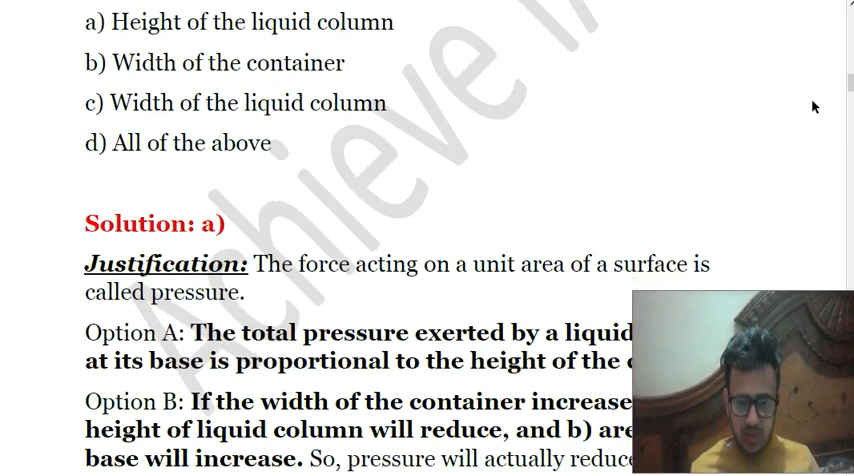 a) Height of the liquid column
b) Width of the container
c) Width of the liquid column
d) All of the above
Solution: a)
Justification: The force acting on a unit area of a surface is
called pressure.
Option A: The total pressure exerted by a liquid
at its base is proportional to the height of the
Option B: If the width of the container increase
height of liquid column will reduce, and b) are
base will increase. So, pressure will actually reduce
Achieve